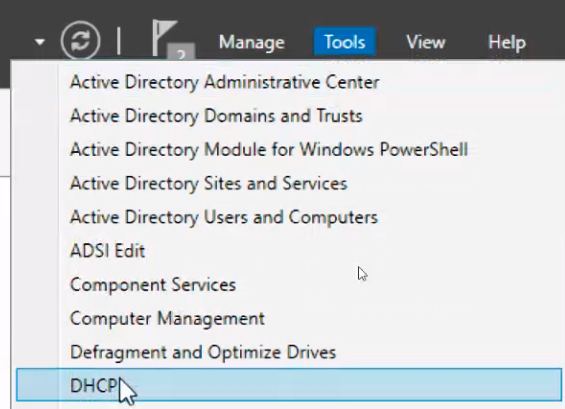 2
Manage Tools View Help
Active Directory Administrative Center
Active Directory Domains and Trusts
Active Directory Module for Windows PowerShell
Active Directory Sites and Services
Active Directory Users and Computers
ADSI Edit
Component Services
Computer Management
Defragment and Optimize Drives
DHCP